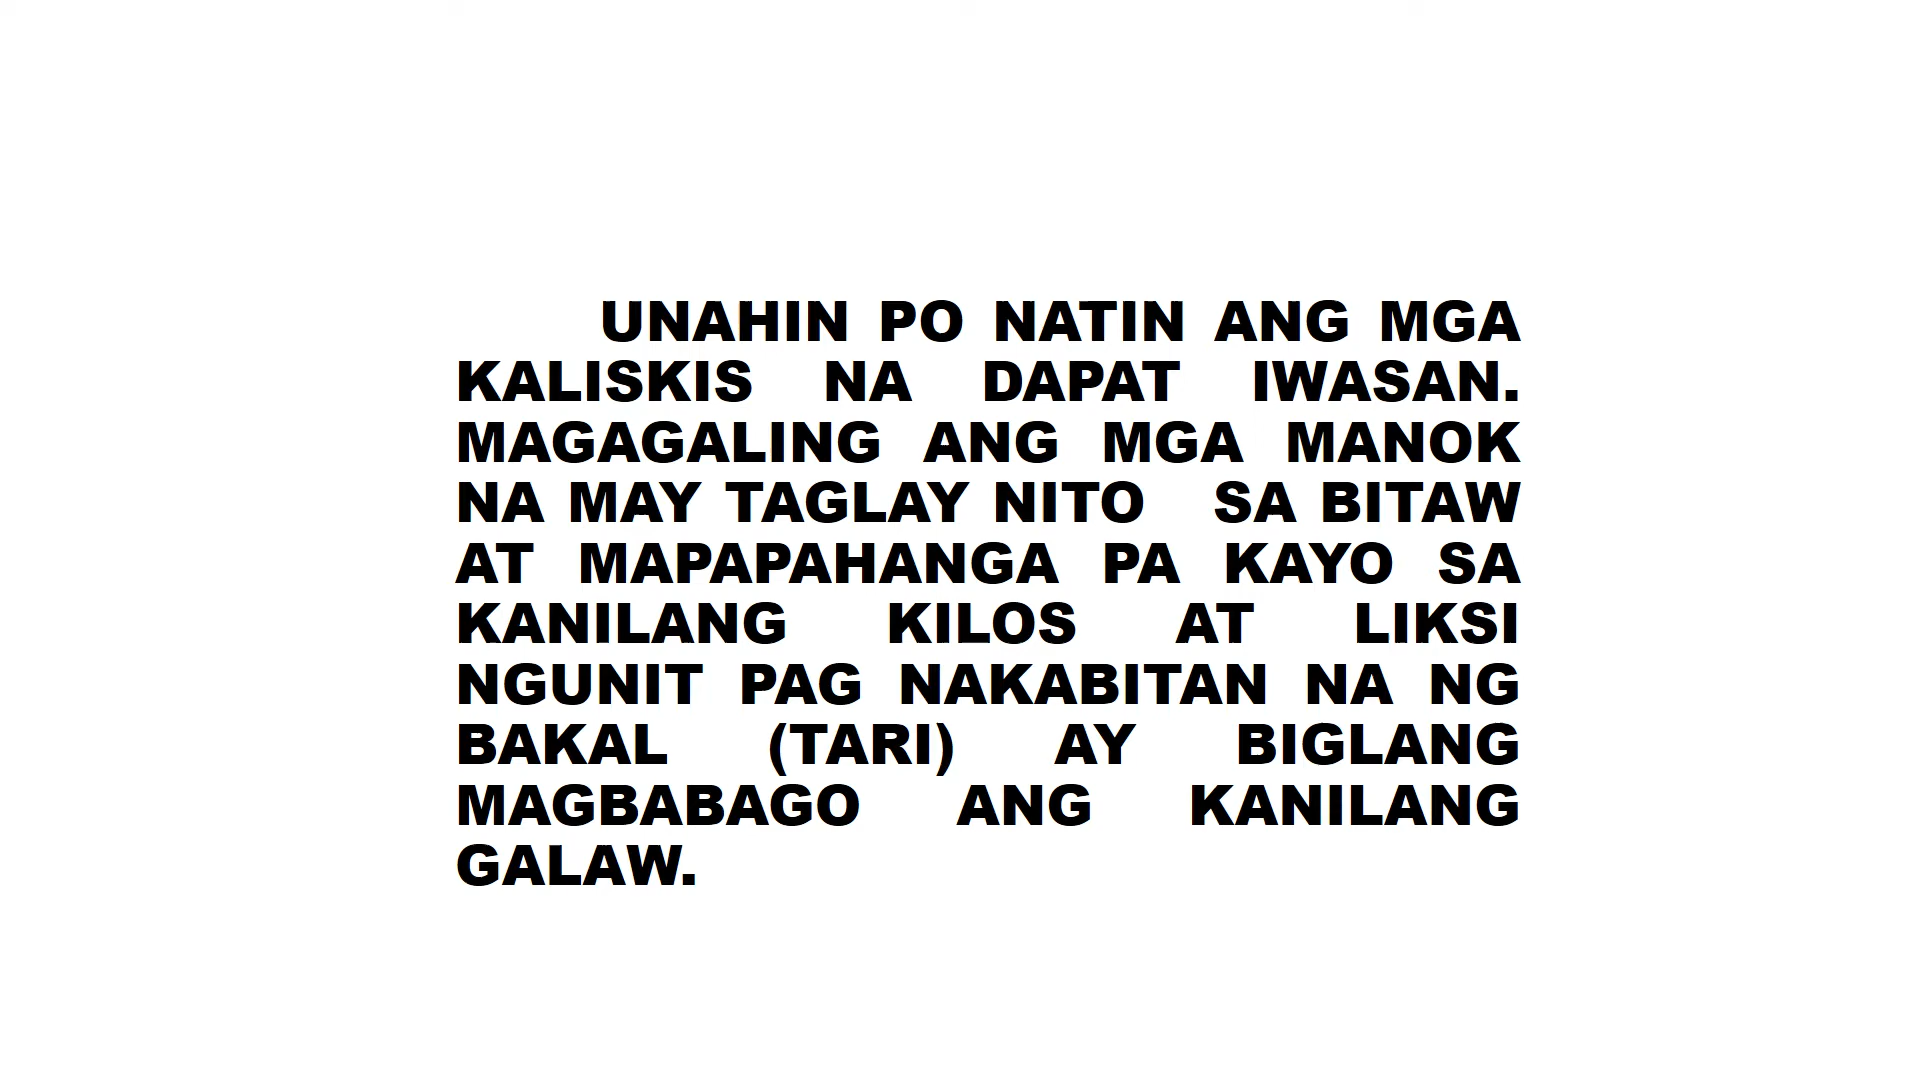 UNAHIN PO NATIN ANG MGA
KALISKIS NA DAPAT IWASAN.
MAGAGALING ANG MGA MANOK
NA MAY TAGLAY NITO SA BITAW
AT MAPAPAHANGA PA KAYO SA
KANILANG KILOS AT LIKSI
NGUNIT PAG NAKABITAN NA NG
BAKAL (TARI) AY BIGLANG
MAGBABAGO ANG KANILANG
GALAW.